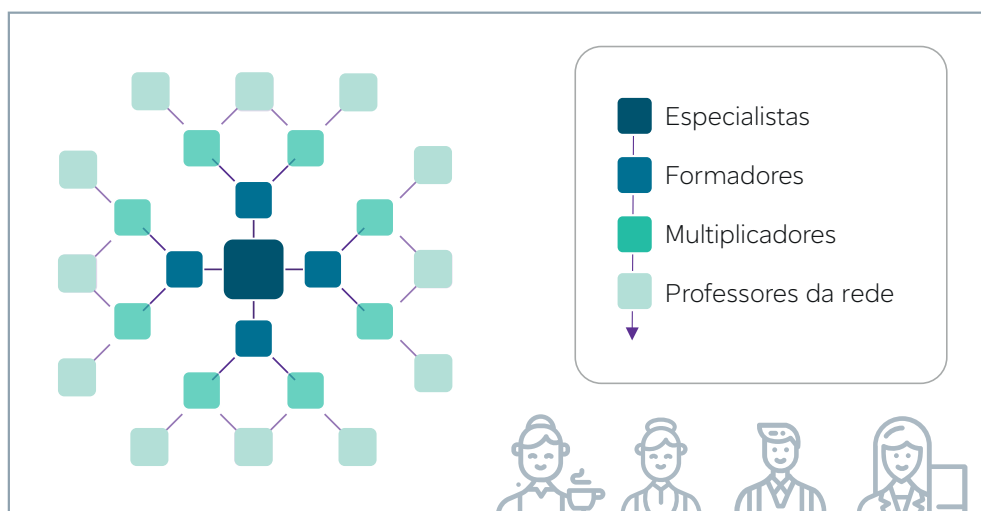 Especialistas
Formadores
Multiplicadores
Professores da rede